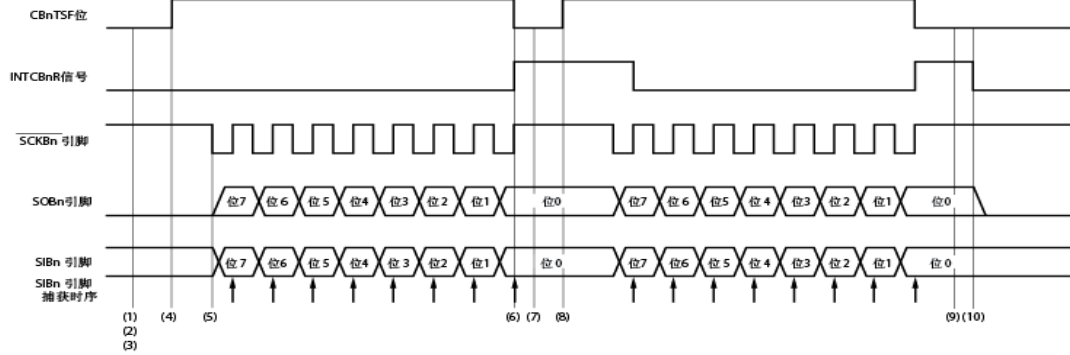 CBnTSF位
INTCBnR信号
SCKBn 引脚
SOBn引脚 位7 位6 位5 位4 位3 位2 位1 位0 位7 位6 位5 位4 位3 位2 位1 位0
SIBn 引脚 位7 位6 位5 位4 位3 位2 位1 位0 位7 位6 位5 位4 位3 位2 位1 位0
SIBn 引脚
捕获时序
(1) (4) (5) (6) (7) (8) (9) (10)
(2)
(3)